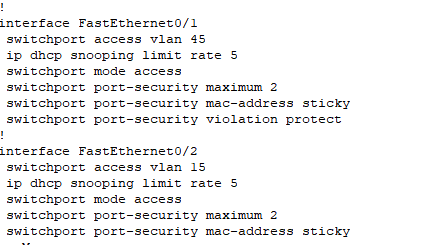 !
interface FastEthernet0/1
switchport access vlan 45
ip dhcp snooping limit rate 5
switchport mode access
switchport port-security maximum 2
switchport port-security mac-address sticky
switchport port-security violation protect
!
interface FastEthernet0/2
switchport access vlan 15
ip dhcp snooping limit rate 5
switchport mode access
switchport port-security maximum 2
switchport port-security mac-address sticky